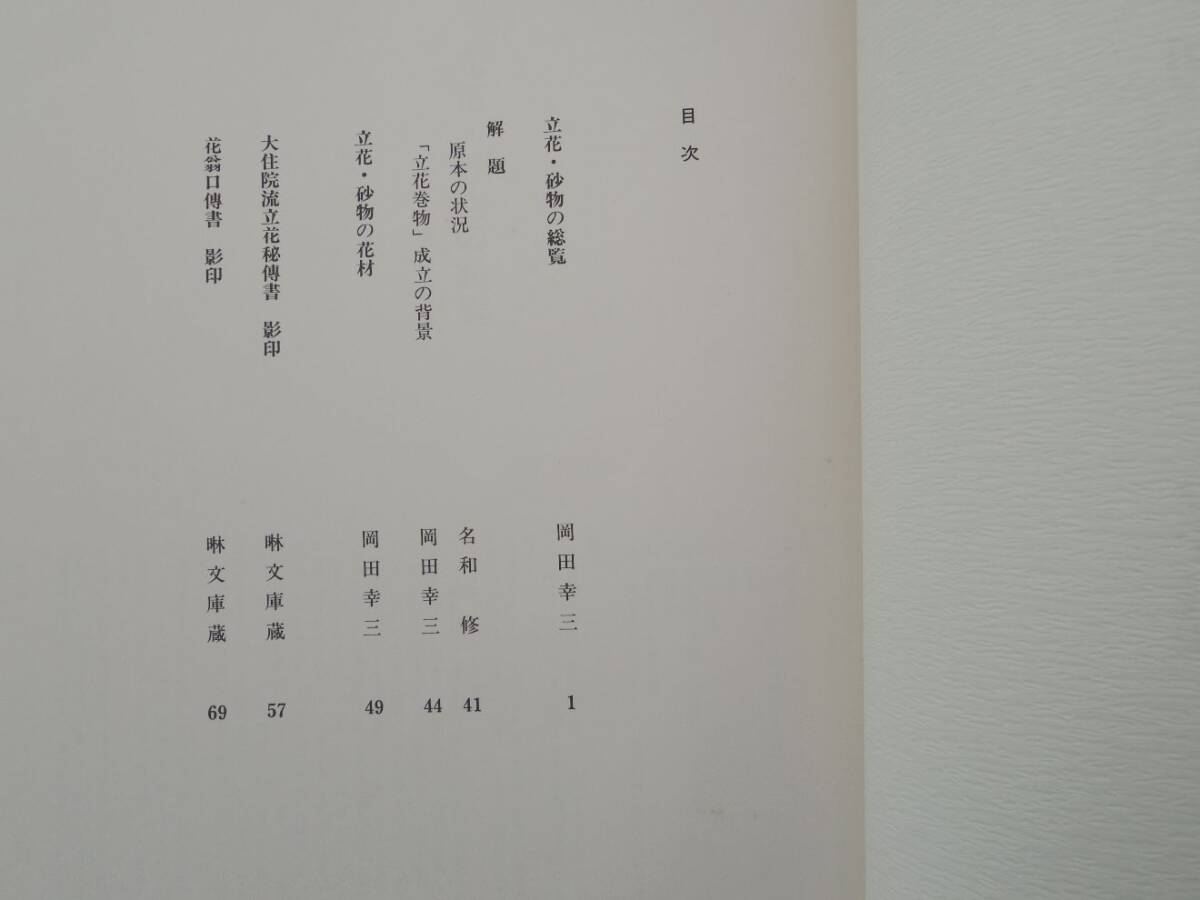 目次
立花・砂物の総覧 岡田幸三 1
解題
原本の状況 名和 修 41
「立花巻物」成立の背景 岡田幸三 44
立花・砂物の花材 岡田幸三 49
大住院流立花秘傳書 影印 晽文庫蔵 57
花翁口傳書 影印 晽文庫蔵 69